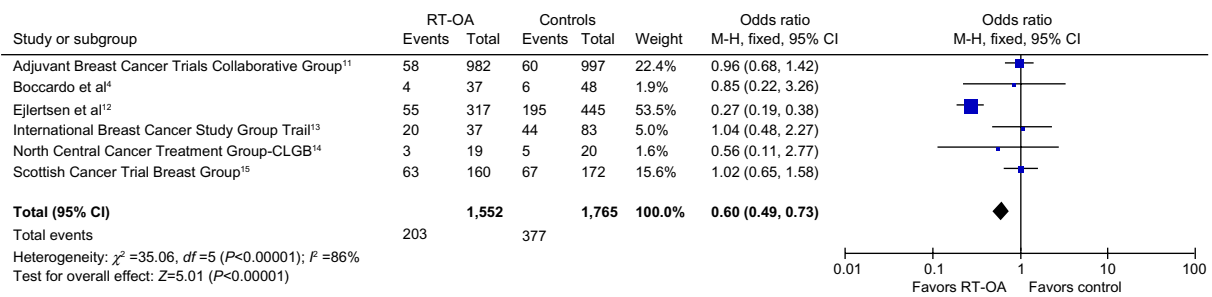 RT-OA Controls Odds ratio Odds ratio
Study or subgroup Events Total Events Total Weight M-H, fixed, 95% CI M-H, fixed, 95% CI
Adjuvant Breast Cancer Trials Collaborative Group¹¹ 58 982 60 997 22.4% 0.96 (0.68, 1.42)
Boccardo et al⁴ 4 37 6 48 1.9% 0.85 (0.22, 3.26)
Ejlertsen et al¹² 55 317 195 445 53.5% 0.27 (0.19, 0.38)
International Breast Cancer Study Group Trail¹³ 20 37 44 83 5.0% 1.04 (0.48, 2.27)
North Central Cancer Treatment Group-CLGB¹⁴ 3 19 5 20 1.6% 0.56 (0.11, 2.77)
Scottish Cancer Trial Breast Group¹⁵ 63 160 67 172 15.6% 1.02 (0.65, 1.58)
Total (95% CI) 1,552 1,765 100.0% 0.60 (0.49, 0.73)
Total events 203 377
Heterogeneity: χ² =35.06, df =5 (P<0.00001); I² =86%
Test for overall effect: Z=5.01 (P<0.00001)
0.01 0.1 1 10 100
Favors RT-OA Favors control